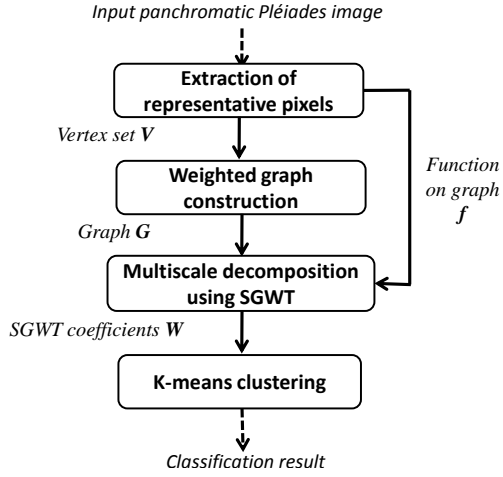 Input panchromatic Pléiades image
Extraction of
representative pixels
Vertex set V
Function
on graph
f
Weighted graph
construction
Graph G
Multiscale decomposition
using SGWT
SGWT coefficients W
K-means clustering
Classification result